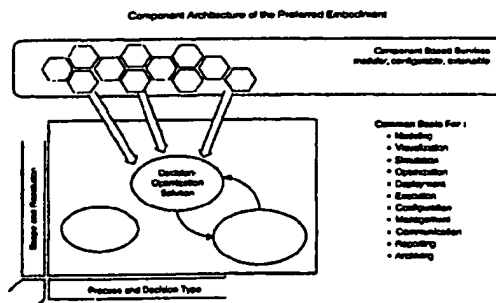 Component Architecture of the Preferred Embodiment
Component Based Services
modular, configurable, extensible
Decision-
Optimization
Solution
Common Basis For :
• Modeling
• Visualization
• Simulation
• Optimization
• Deployment
• Execution
• Configuration
• Management
• Communication
• Reporting
• Archiving
Scope and Resolution
Process and Decision Type